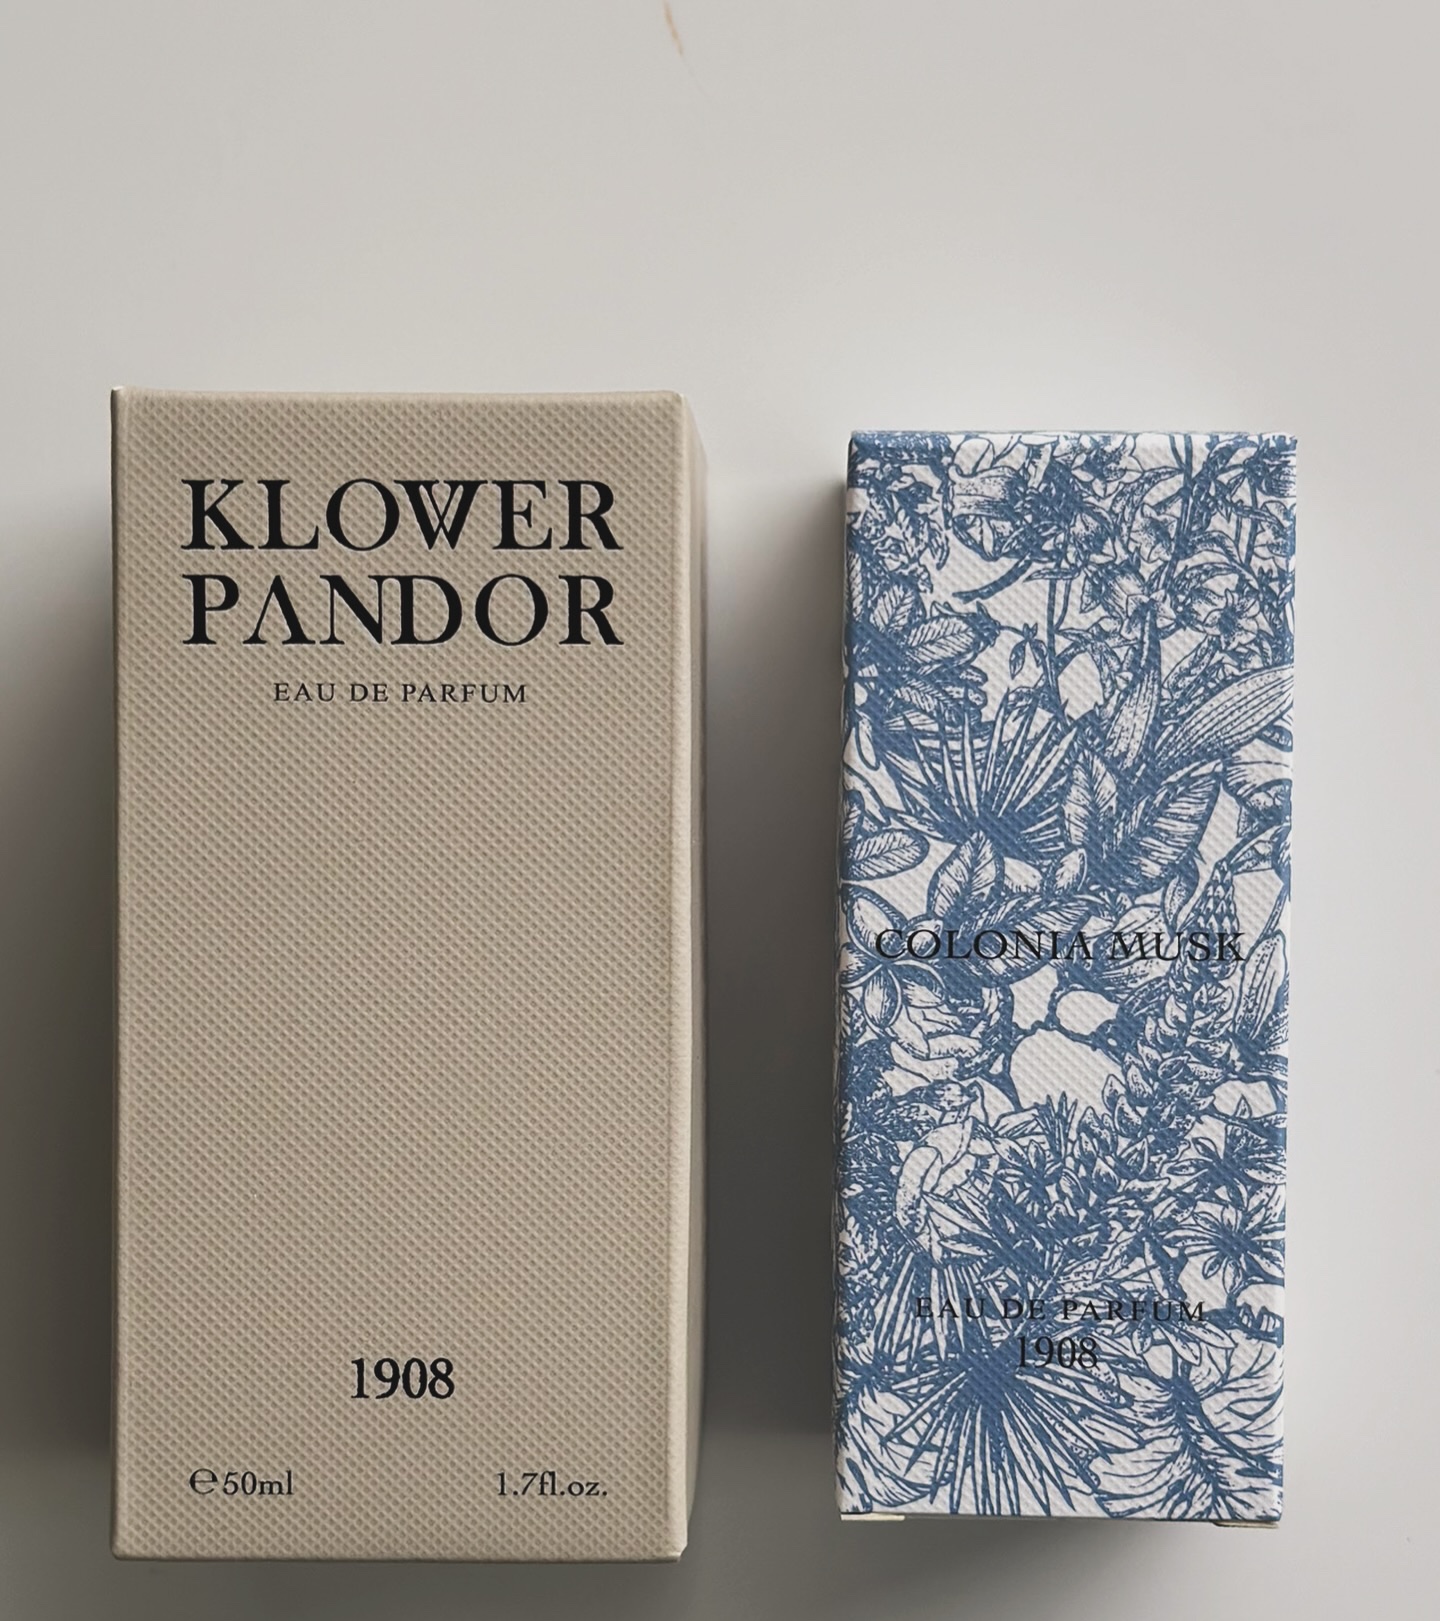 KLOWER
PANDOR
EAU DE PARFUM
1908
℮50ml
1.7fl.oz.
COLONIA MUSK
EAU DE PARFUM
1908